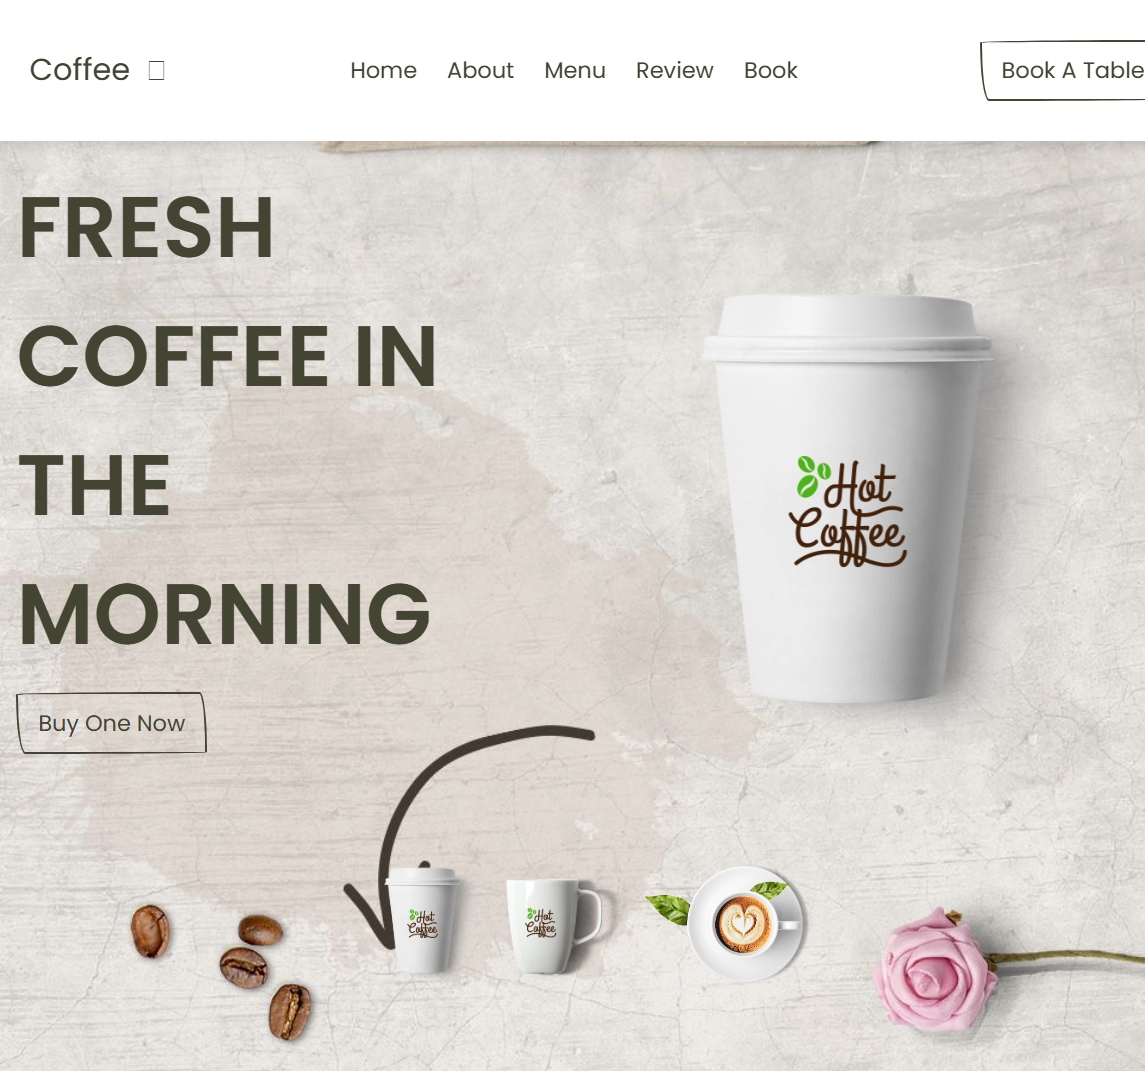 Coffee
Home About Menu Review Book
Book A Table
FRESH
COFFEE IN
THE
MORNING
Hot
Coffee
Buy One Now
Hot
Coffee
Hot
Coffee